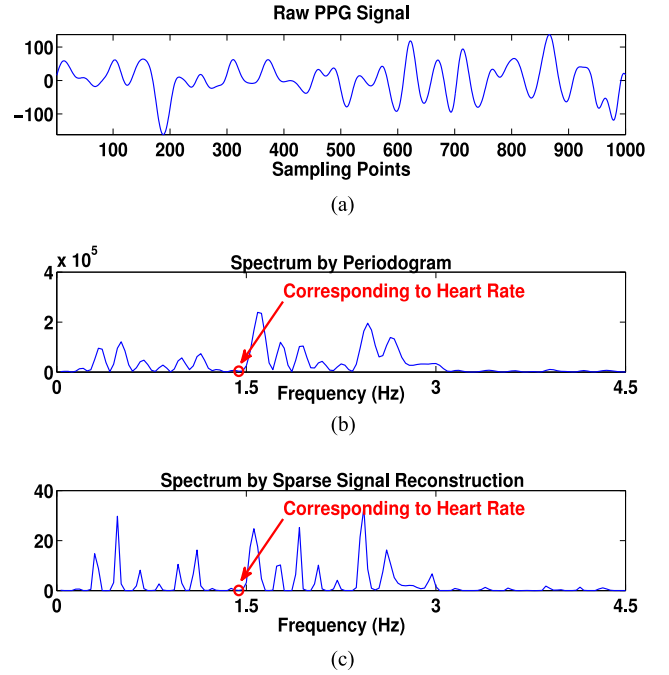 Raw PPG Signal
100
0
−100
100 200 300 400 500 600 700 800 900 1000
Sampling Points
(a)
x 10^5
Spectrum by Periodogram
4
Corresponding to Heart Rate
2
0
0 1.5 3 4.5
Frequency (Hz)
(b)
Spectrum by Sparse Signal Reconstruction
40
Corresponding to Heart Rate
20
0
0 1.5 3 4.5
Frequency (Hz)
(c)